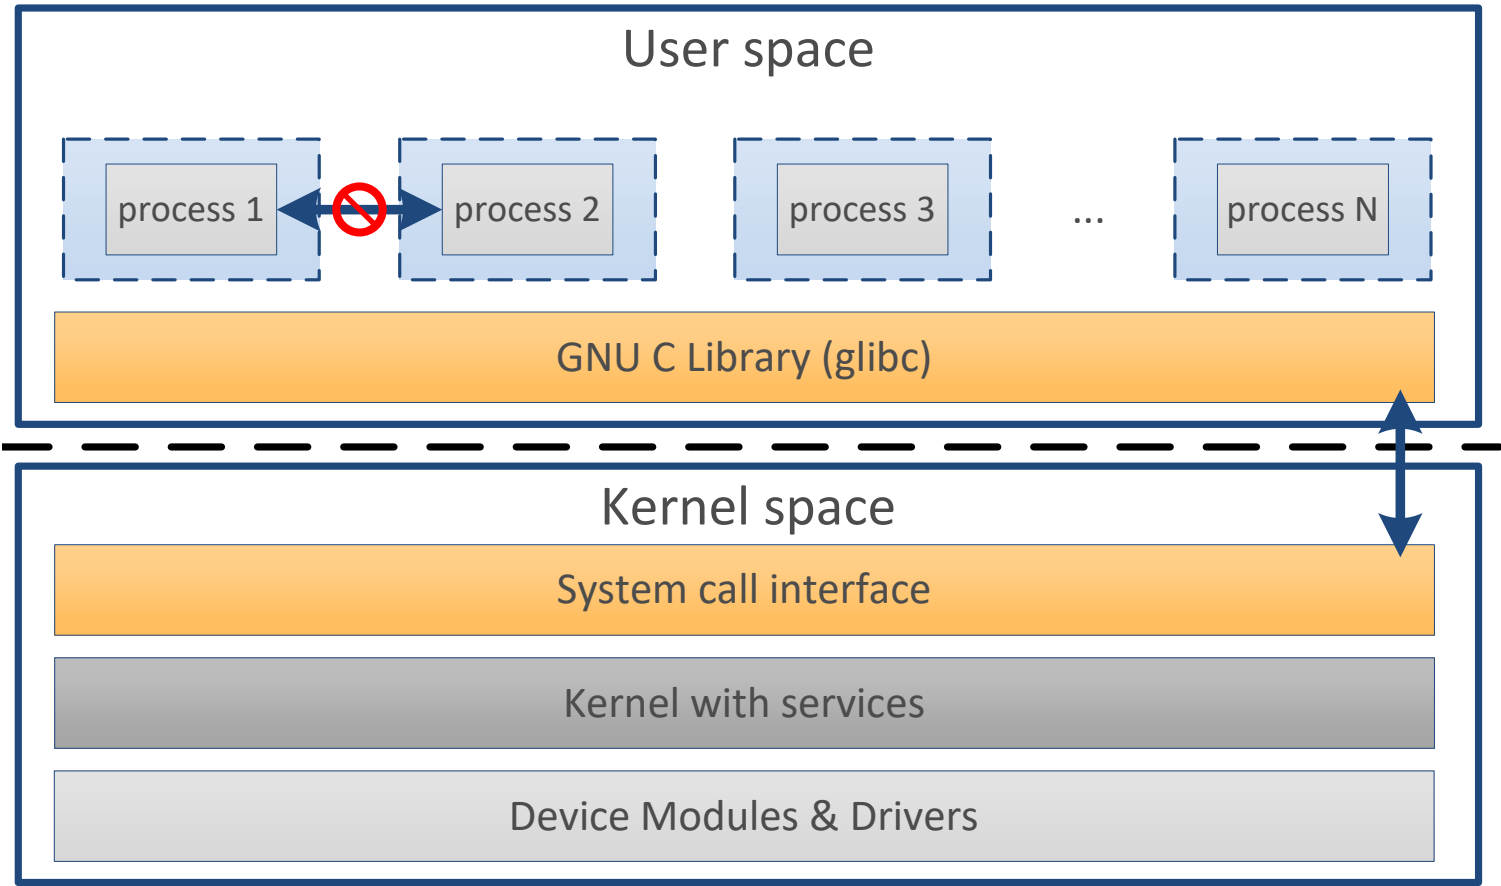 User space
process 1
process 2
process 3
...
process N
GNU C Library (glibc)
Kernel space
System call interface
Kernel with services
Device Modules & Drivers